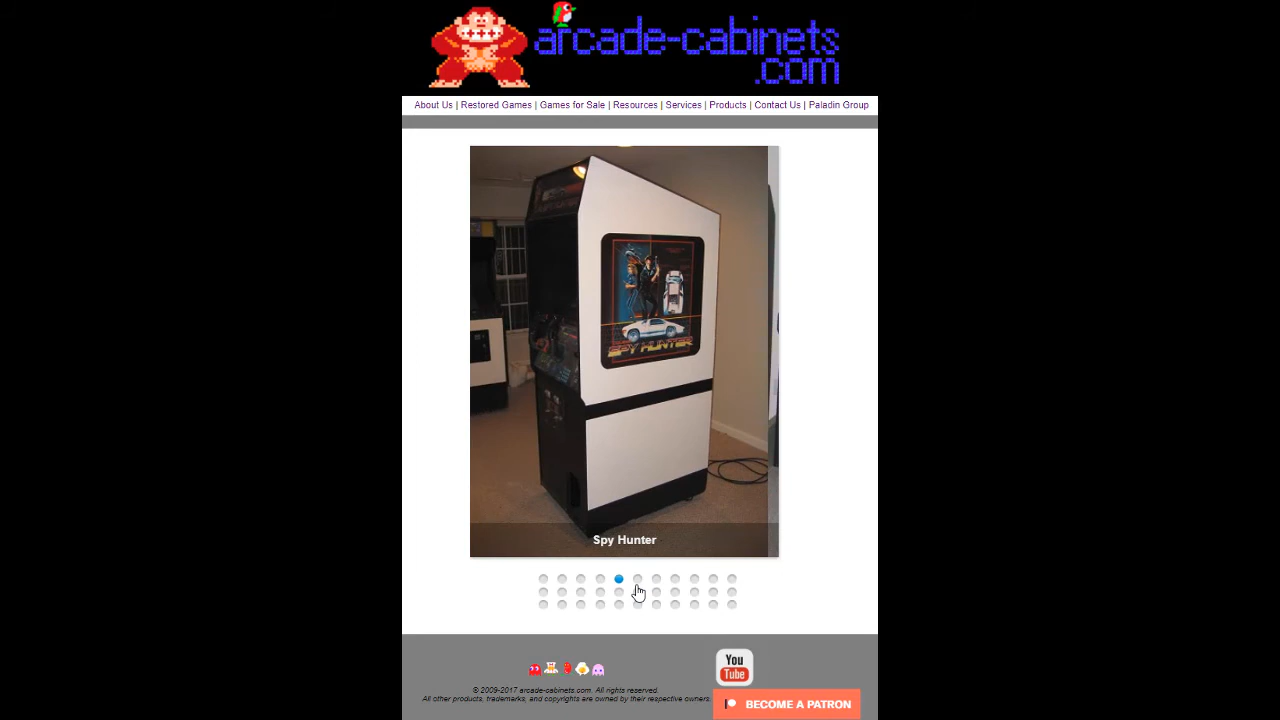 arcade-cabinets
.com
About Us | Restored Games | Games for Sale | Resources | Services | Products | Contact Us | Paladin Group
SPY HUNTER
SPY HUNTER
Spy Hunter
You
Tube
© 2009-2017 arcade-cabinets.com. All rights reserved.
All other products, trademarks, and copyrights are owned by their respective owners.
BECOME A PATRON